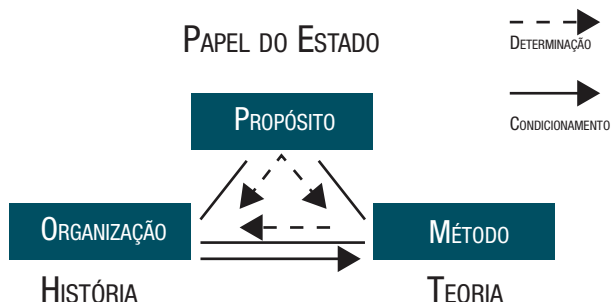 Papel do Estado
Determinação
Condicionamento
Propósito
Organização
Método
História
Teoria